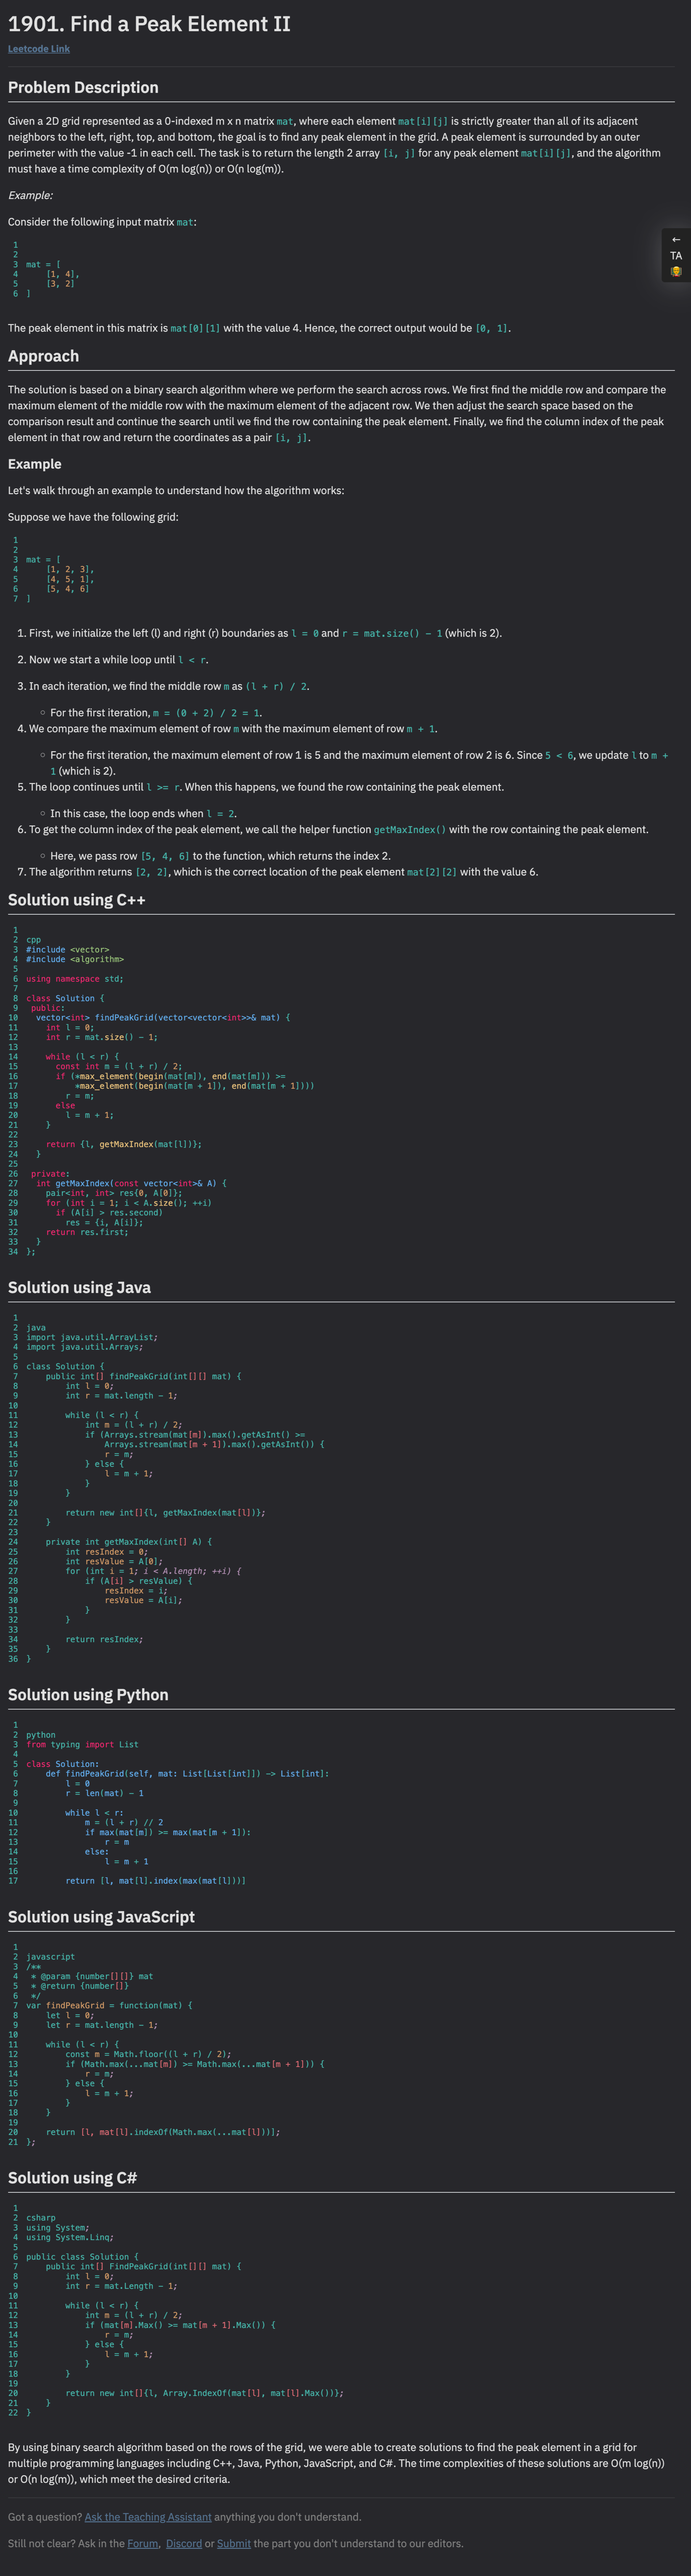 1901. Find a Peak Element II
Leetcode Link
Problem Description
Given a 2D grid represented as a 0-indexed m x n matrix mat, where each element mat[i][j] is strictly greater than all of its adjacent
neighbors to the left, right, top, and bottom, the goal is to find any peak element in the grid. A peak element is surrounded by an outer
perimeter with the value -1 in each cell. The task is to return the length 2 array [i, j] for any peak element mat[i][j], and the algorithm
must have a time complexity of O(m log(n)) or O(n log(m)).
Example:
Consider the following input matrix mat:
←
TA
1
2
3 mat = [
4     [1, 4],
5     [3, 2]
6 ]
The peak element in this matrix is mat[0][1] with the value 4. Hence, the correct output would be [0, 1].
Approach
The solution is based on a binary search algorithm where we perform the search across rows. We first find the middle row and compare the
maximum element of the middle row with the maximum element of the adjacent row. We then adjust the search space based on the
comparison result and continue the search until we find the row containing the peak element. Finally, we find the column index of the peak
element in that row and return the coordinates as a pair [i, j].
Example
Let's walk through an example to understand how the algorithm works:
Suppose we have the following grid:
1
2
3 mat = [
4     [1, 2, 3],
5     [4, 5, 1],
6     [5, 4, 6]
7 ]
1. First, we initialize the left (l) and right (r) boundaries as l = 0 and r = mat.size() - 1 (which is 2).
2. Now we start a while loop until l < r.
3. In each iteration, we find the middle row m as (l + r) / 2.
◦ For the first iteration, m = (0 + 2) / 2 = 1.
4. We compare the maximum element of row m with the maximum element of row m + 1.
◦ For the first iteration, the maximum element of row 1 is 5 and the maximum element of row 2 is 6. Since 5 < 6, we update l to m +
1 (which is 2).
5. The loop continues until l >= r. When this happens, we found the row containing the peak element.
◦ In this case, the loop ends when l = 2.
6. To get the column index of the peak element, we call the helper function getMaxIndex() with the row containing the peak element.
◦ Here, we pass row [5, 4, 6] to the function, which returns the index 2.
7. The algorithm returns [2, 2], which is the correct location of the peak element mat[2][2] with the value 6.
Solution using C++
1
2 cpp
3 #include <vector>
4 #include <algorithm>
5
6 using namespace std;
7
8 class Solution {
9  public:
10   vector<int> findPeakGrid(vector<vector<int>>& mat) {
11     int l = 0;
12     int r = mat.size() - 1;
13
14     while (l < r) {
15       const int m = (l + r) / 2;
16       if (*max_element(begin(mat[m]), end(mat[m])) >=
17           *max_element(begin(mat[m + 1]), end(mat[m + 1])))
18         r = m;
19       else
20         l = m + 1;
21     }
22
23     return {l, getMaxIndex(mat[l])};
24   }
25
26  private:
27   int getMaxIndex(const vector<int>& A) {
28     pair<int, int> res{0, A[0]};
29     for (int i = 1; i < A.size(); ++i)
30       if (A[i] > res.second)
31         res = {i, A[i]};
32     return res.first;
33   }
34 };
Solution using Java
1
2 java
3 import java.util.ArrayList;
4 import java.util.Arrays;
5
6 class Solution {
7     public int[] findPeakGrid(int[][] mat) {
8         int l = 0;
9         int r = mat.length - 1;
10
11         while (l < r) {
12             int m = (l + r) / 2;
13             if (Arrays.stream(mat[m]).max().getAsInt() >=
14                 Arrays.stream(mat[m + 1]).max().getAsInt()) {
15                 r = m;
16             } else {
17                 l = m + 1;
18             }
19         }
20
21         return new int[]{l, getMaxIndex(mat[l])};
22     }
23
24     private int getMaxIndex(int[] A) {
25         int resIndex = 0;
26         int resValue = A[0];
27         for (int i = 1; i < A.length; ++i) {
28             if (A[i] > resValue) {
29                 resIndex = i;
30                 resValue = A[i];
31             }
32         }
33
34         return resIndex;
35     }
36 }
Solution using Python
1
2 python
3 from typing import List
4
5 class Solution:
6     def findPeakGrid(self, mat: List[List[int]]) -> List[int]:
7         l = 0
8         r = len(mat) - 1
9
10         while l < r:
11             m = (l + r) // 2
12             if max(mat[m]) >= max(mat[m + 1]):
13                 r = m
14             else:
15                 l = m + 1
16
17         return [l, mat[l].index(max(mat[l]))]
Solution using JavaScript
1
2 javascript
3 /**
4  * @param {number[][]} mat
5  * @return {number[]}
6  */
7 var findPeakGrid = function(mat) {
8     let l = 0;
9     let r = mat.length - 1;
10
11     while (l < r) {
12         const m = Math.floor((l + r) / 2);
13         if (Math.max(...mat[m]) >= Math.max(...mat[m + 1])) {
14             r = m;
15         } else {
16             l = m + 1;
17         }
18     }
19
20     return [l, mat[l].indexOf(Math.max(...mat[l]))];
21 };
Solution using C#
1
2 csharp
3 using System;
4 using System.Linq;
5
6 public class Solution {
7     public int[] FindPeakGrid(int[][] mat) {
8         int l = 0;
9         int r = mat.Length - 1;
10
11         while (l < r) {
12             int m = (l + r) / 2;
13             if (mat[m].Max() >= mat[m + 1].Max()) {
14                 r = m;
15             } else {
16                 l = m + 1;
17             }
18         }
19
20         return new int[]{l, Array.IndexOf(mat[l], mat[l].Max())};
21     }
22 }
By using binary search algorithm based on the rows of the grid, we were able to create solutions to find the peak element in a grid for
multiple programming languages including C++, Java, Python, JavaScript, and C#. The time complexities of these solutions are O(m log(n))
or O(n log(m)), which meet the desired criteria.
Got a question? Ask the Teaching Assistant anything you don't understand.
Still not clear? Ask in the Forum, Discord or Submit the part you don't understand to our editors.